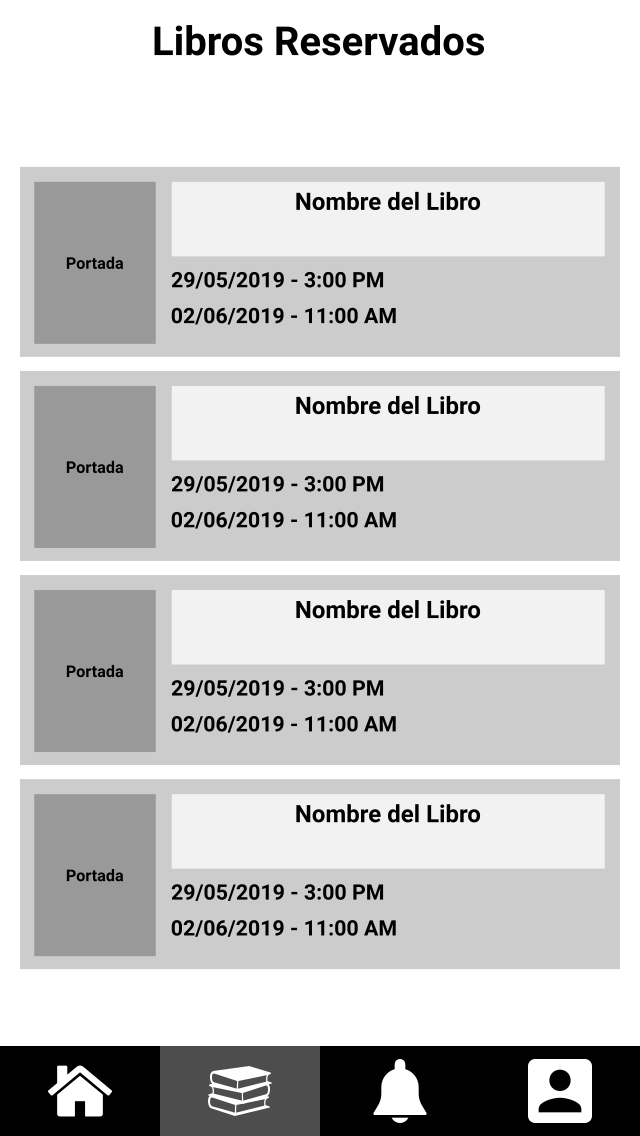 Libros Reservados
Nombre del Libro
Portada
29/05/2019 - 3:00 PM
02/06/2019 - 11:00 AM
Nombre del Libro
Portada
29/05/2019 - 3:00 PM
02/06/2019 - 11:00 AM
Nombre del Libro
Portada
29/05/2019 - 3:00 PM
02/06/2019 - 11:00 AM
Nombre del Libro
Portada
29/05/2019 - 3:00 PM
02/06/2019 - 11:00 AM